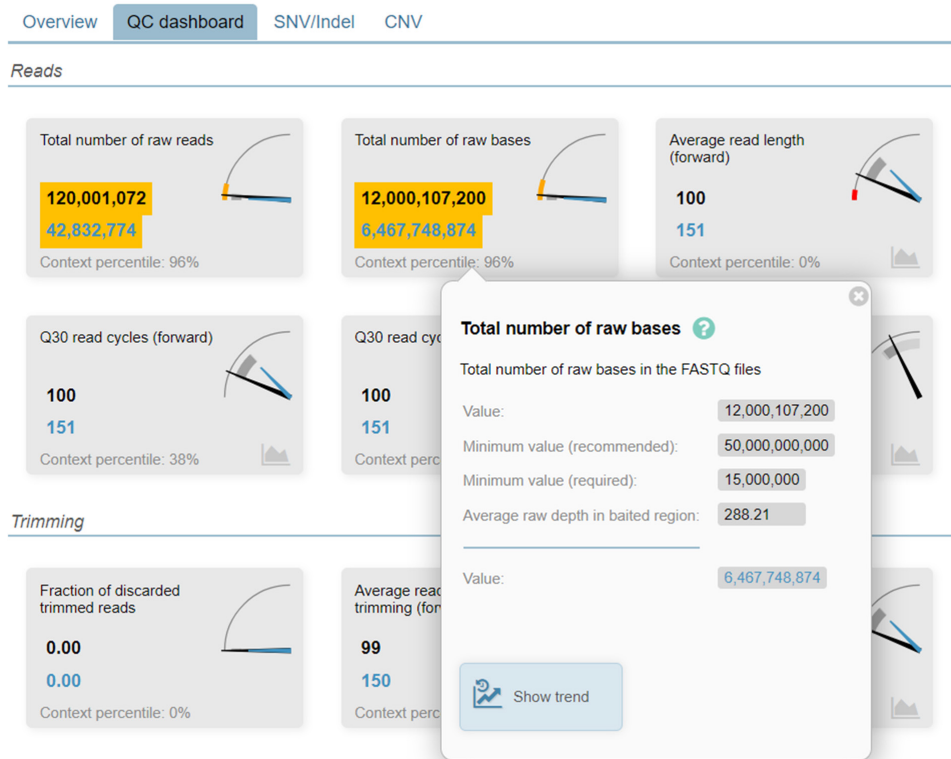 Overview QC dashboard SNV/Indel CNV
Reads
Total number of raw reads
120,001,072
42,832,774
Context percentile: 96%
Total number of raw bases
12,000,107,200
6,467,748,874
Context percentile: 96%
Average read length
(forward)
100
151
Context percentile: 0%
Q30 read cycles (forward)
100
151
Context percentile: 38%
Q30 read cyc
100
151
Context perc
Total number of raw bases ?
Total number of raw bases in the FASTQ files
Value: 12,000,107,200
Minimum value (recommended): 50,000,000,000
Minimum value (required): 15,000,000
Average raw depth in baited region: 288.21
Value: 6,467,748,874
Show trend
Trimming
Fraction of discarded
trimmed reads
0.00
0.00
Context percentile: 0%
Average read
trimming (for
99
150
Context perc